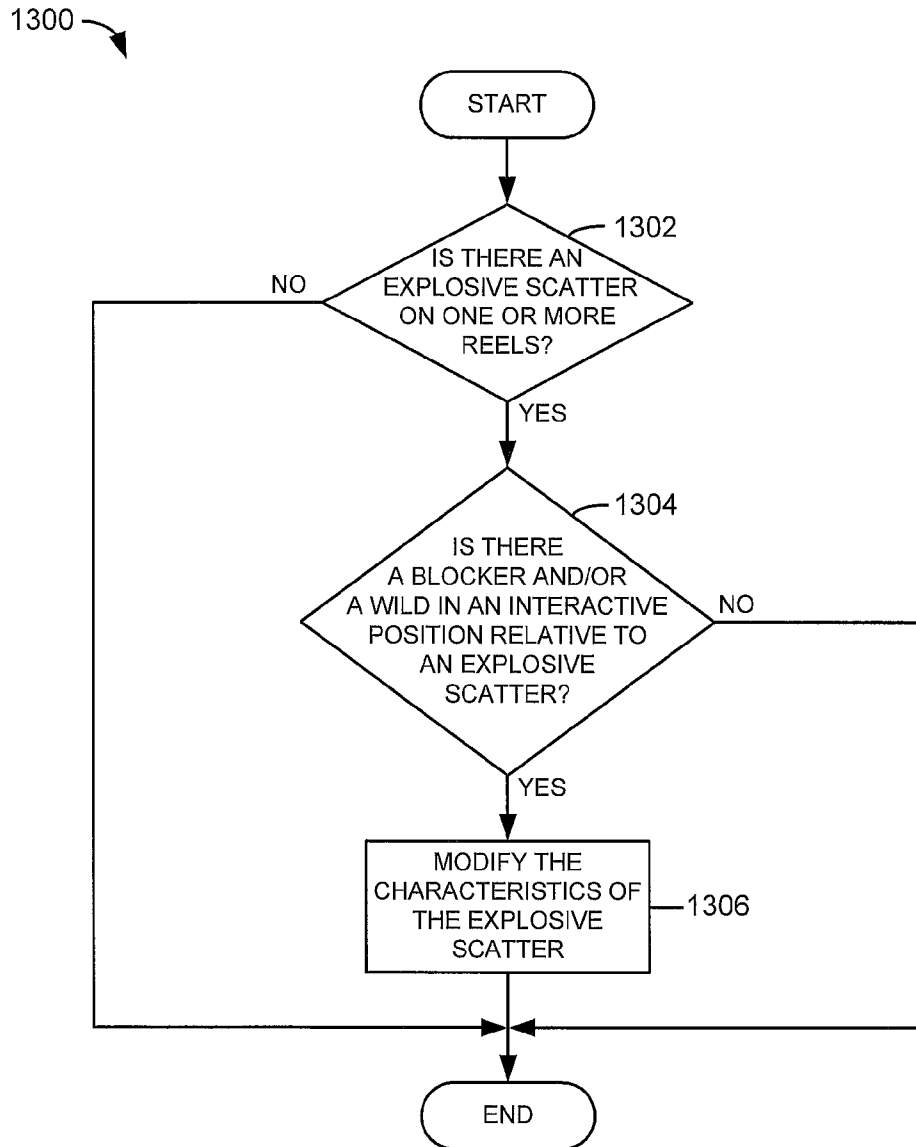 1300
START
1302
IS THERE AN
EXPLOSIVE SCATTER
ON ONE OR MORE
REELS?
NO
YES
1304
IS THERE
A BLOCKER AND/OR
A WILD IN AN INTERACTIVE
POSITION RELATIVE TO
AN EXPLOSIVE
SCATTER?
NO
YES
MODIFY THE
CHARACTERISTICS OF
THE EXPLOSIVE
SCATTER
1306
END